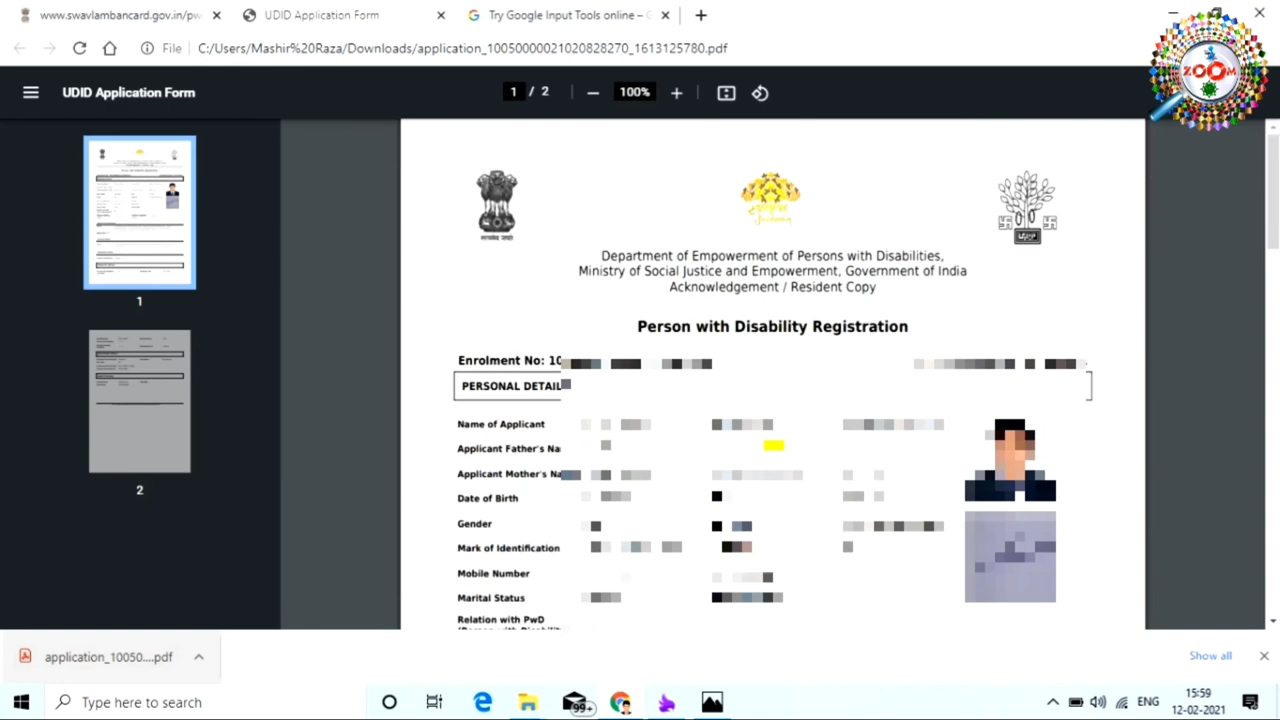 www.swavlambancard.gov.in/pw
UDID Application Form
Try Google Input Tools online –
ZOOM
File
C:/Users/Mashir%20Raza/Downloads/application_10050000021020828270_1613125780.pdf
UDID Application Form
1 / 2
100%
Department of Empowerment of Persons with Disabilities,
Ministry of Social Justice and Empowerment, Government of India
Acknowledgement / Resident Copy
Person with Disability Registration
Enrolment No: 10
PERSONAL DETAIL
Name of Applicant
Applicant Father's Na
Applicant Mother's Na
Date of Birth
Gender
Mark of Identification
Mobile Number
Marital Status
Relation with PwD
1
2
application_10050....pdf
Show all
Type here to search
99+
ENG
15:59
12-02-2021